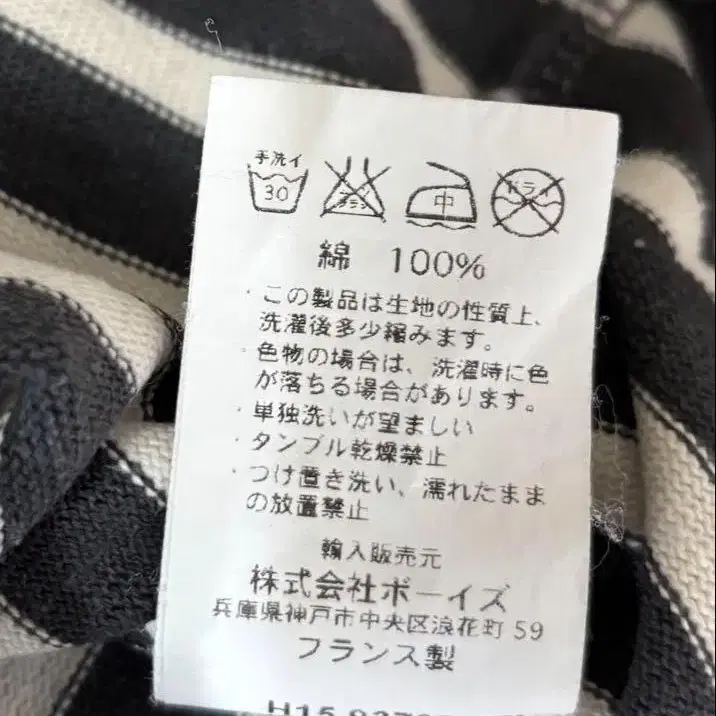 手洗イ
30
中
ドライ
綿 100%
・この製品は生地の性質上、
洗濯後多少縮みます。
・色物の場合は、洗濯時に色
が落ちる場合があります。
・単独洗いが望ましい
・タンブル乾燥禁止
・つけ置き洗い、濡れたまま
の放置禁止
輸入販売元
株式会社ボーイズ
兵庫県神戸市中央区浪花町 59
フランス製